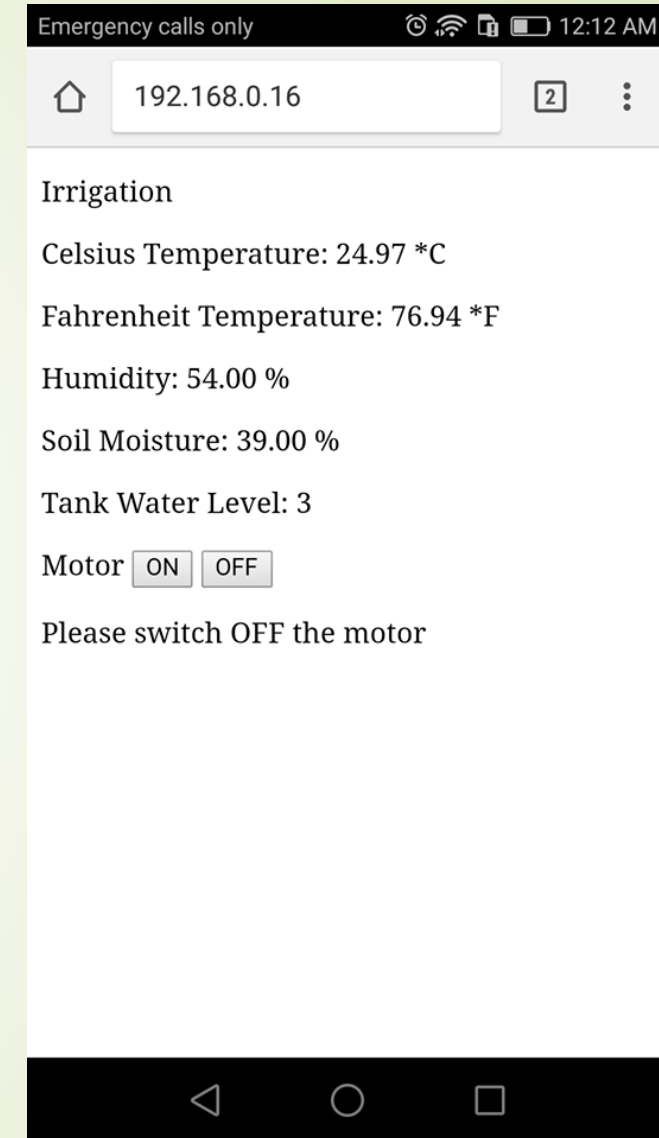 Emergency calls only 12:12 AM
192.168.0.16 2
Irrigation
Celsius Temperature: 24.97 *C
Fahrenheit Temperature: 76.94 *F
Humidity: 54.00 %
Soil Moisture: 39.00 %
Tank Water Level: 3
Motor ON OFF
Please switch OFF the motor